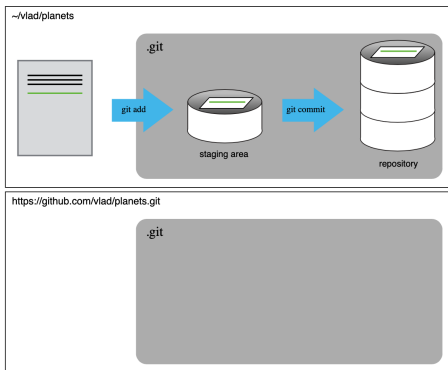 ~/vlad/planets
.git
git add
git commit
staging area
repository
https://github.com/vlad/planets.git
.git